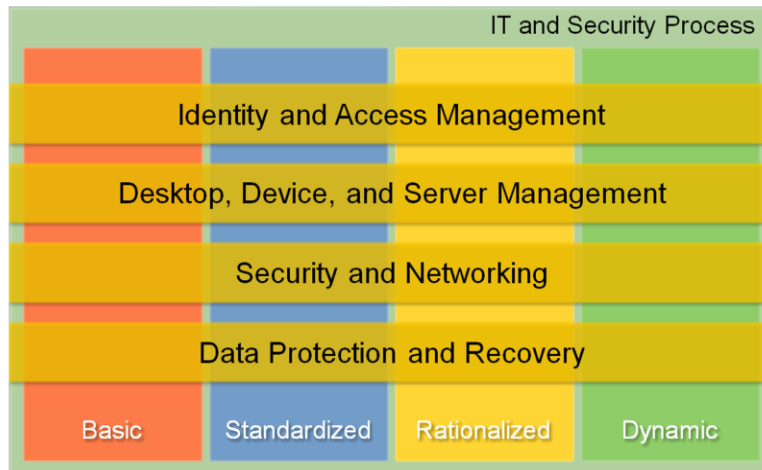 IT and Security Process
Identity and Access Management
Desktop, Device, and Server Management
Security and Networking
Data Protection and Recovery
Basic
Standardized
Rationalized
Dynamic